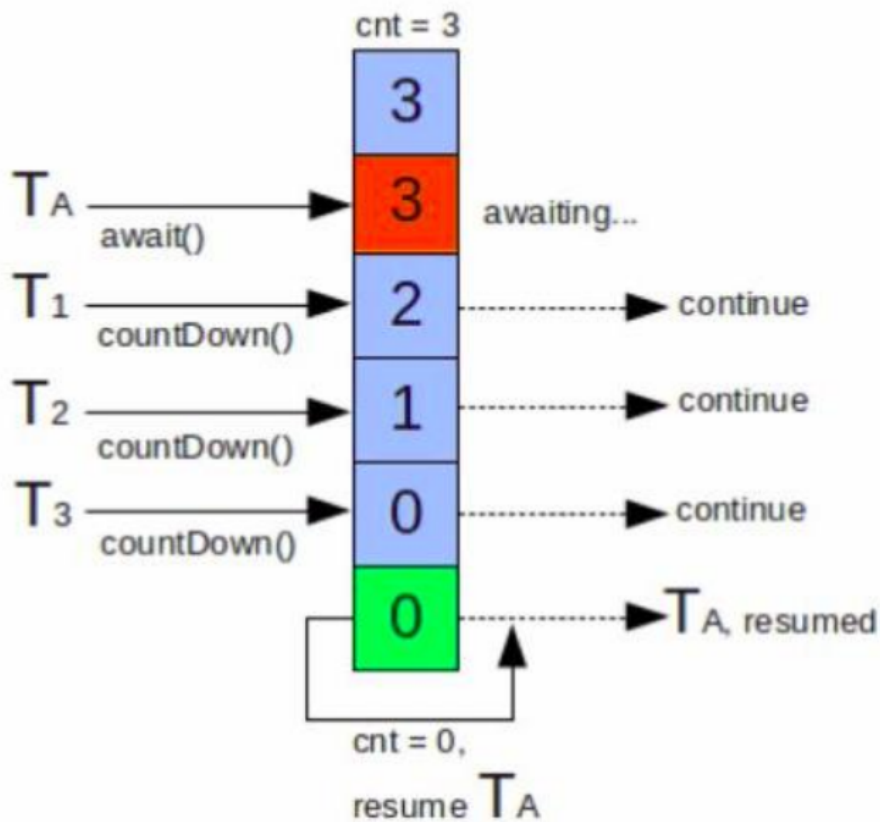 cnt = 3
3
TA
await()
3
awaiting...
T1
countDown()
2
continue
T2
countDown()
1
continue
T3
countDown()
0
continue
0
TA, resumed
cnt = 0,
resume TA